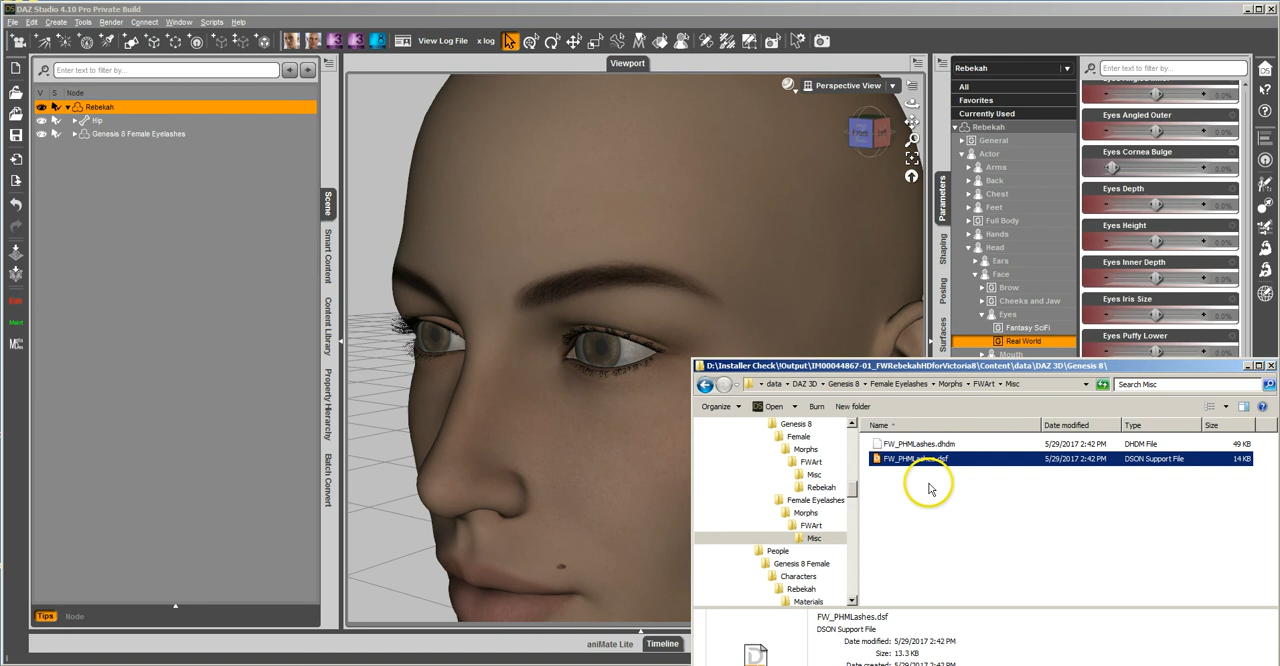 DAZ Studio 4.10 Pro Private Build
File Edit Create Tools Render Connect Window Scripts Help
View Log File x log
Enter text to filter by...
V S Node
Rebekah
Hip
Genesis 8 Female Eyelashes
Tips Node
Scene
Smart Content
Content Library
Property Hierarchy
Batch Convert
Viewport
Perspective View
aniMate Lite Timeline
Parameters
Shaping
Posing
Surfaces
Rebekah
All
Favorites
Currently Used
Rebekah
General
Actor
Arms
Back
Chest
Feet
Full Body
Hands
Head
Ears
Face
Brow
Cheeks and Jaw
Eyes
Fantasy SciFi
Real World
Mouth
Enter text to filter by...
Eyes Angled Outer
Eyes Cornea Bulge
Eyes Depth
Eyes Height
Eyes Inner Depth
Eyes Iris Size
Eyes Puffy Lower
D:\Installer Check\!Output\IM00044867-01_FWRebekahHDforVictoria8\Content\data\DAZ 3D\Genesis 8\
data DAZ 3D Genesis 8 Female Eyelashes Morphs FWArt Misc
Search Misc
Organize Open Burn New folder
Genesis 8
Female
Morphs
FWArt
Misc
Rebekah
Female Eyelashes
Morphs
FWArt
Misc
People
Genesis 8 Female
Characters
Rebekah
Materials
Name Date modified Type Size
FW_PHMLashes.dhdm 5/29/2017 2:42 PM DHDM File 49 KB
FW_PHMLashes.dsf 5/29/2017 2:42 PM DSON Support File 14 KB
FW_PHMLashes.dsf
DSON Support File
Date modified: 5/29/2017 2:42 PM
Size: 13.3 KB
Date created: 5/29/2017 2:42 PM